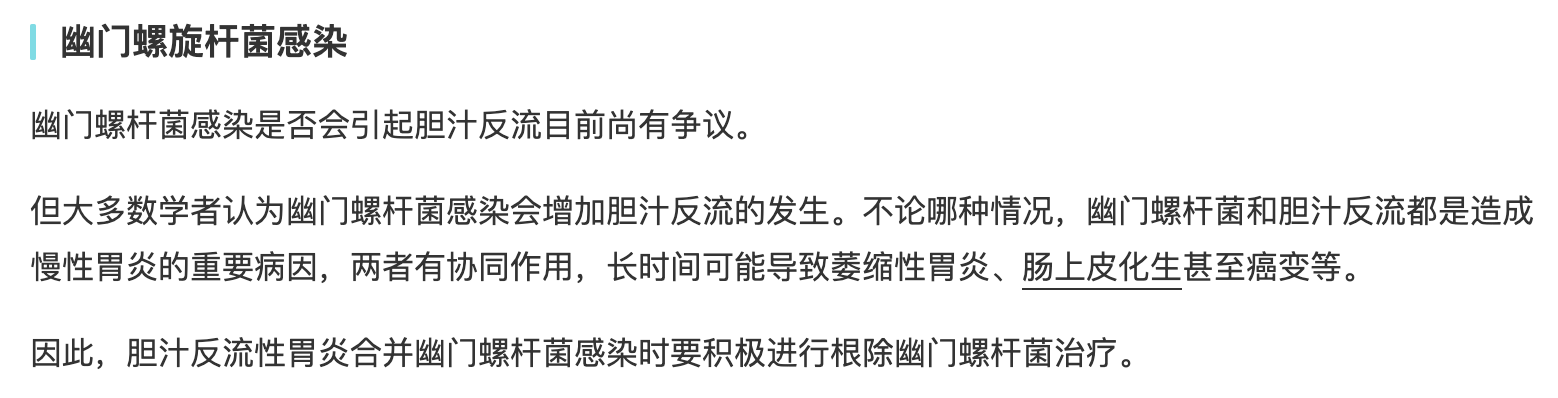 幽门螺旋杆菌感染
幽门螺杆菌感染是否会引起胆汁反流目前尚有争议。
但大多数学者认为幽门螺杆菌感染会增加胆汁反流的发生。不论哪种情况，幽门螺杆菌和胆汁反流都是造成
慢性胃炎的重要病因，两者有协同作用，长时间可能导致萎缩性胃炎、肠上皮化生甚至癌变等。
因此，胆汁反流性胃炎合并幽门螺杆菌感染时要积极进行根除幽门螺杆菌治疗。